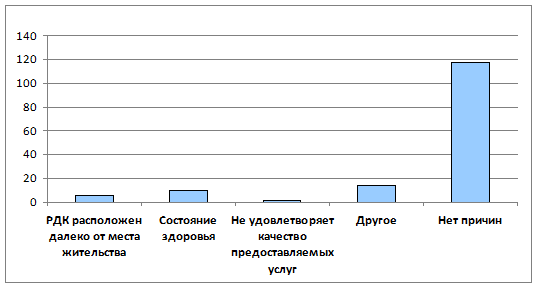 140
120
100
80
60
40
20
0
РДК расположен далеко от места жительства
Состояние здоровья
Не удовлетворяет качество предоставляемых услуг
Другое
Нет причин